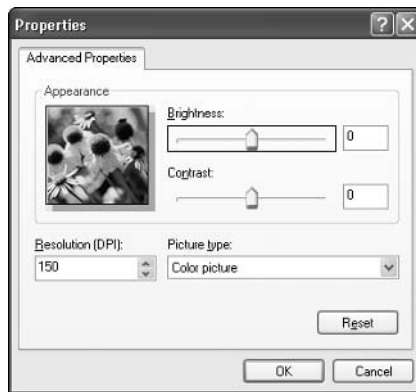 Properties
Advanced Properties
Appearance
Brightness:
0
Contrast:
0
Resolution (DPI):
150
Picture type:
Color picture
Reset
OK
Cancel